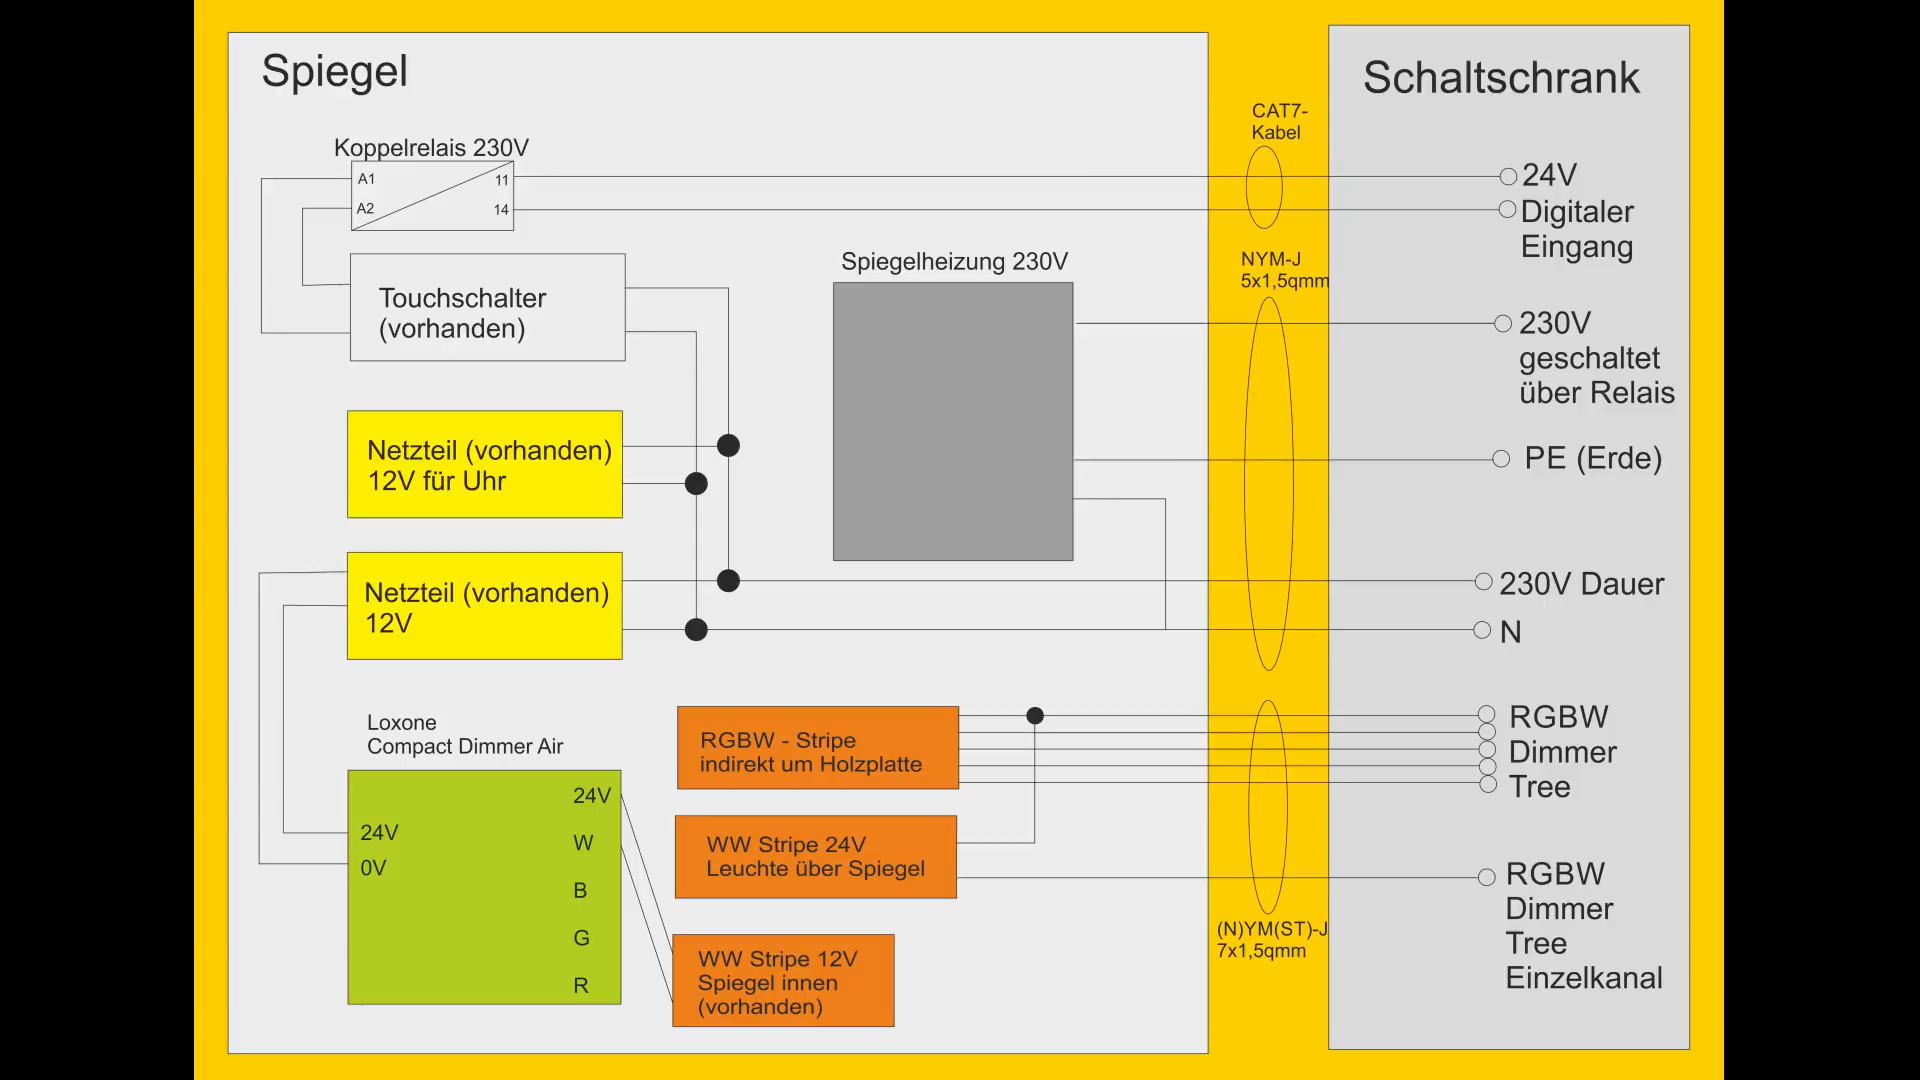 Spiegel
Schaltschrank
CAT7-
Kabel
Koppelrelais 230V
A1
11
A2
14
24V
Digitaler
Eingang
Touchschalter
(vorhanden)
Spiegelheizung 230V
NYM-J
5x1,5qmm
230V
geschaltet
über Relais
Netzteil (vorhanden)
12V für Uhr
PE (Erde)
Netzteil (vorhanden)
12V
230V Dauer
N
Loxone
Compact Dimmer Air
24V
0V
24V
W
B
G
R
RGBW - Stripe
indirekt um Holzplatte
WW Stripe 24V
Leuchte über Spiegel
WW Stripe 12V
Spiegel innen
(vorhanden)
RGBW
Dimmer
Tree
(N)YM(ST)-J
7x1,5qmm
RGBW
Dimmer
Tree
Einzelkanal